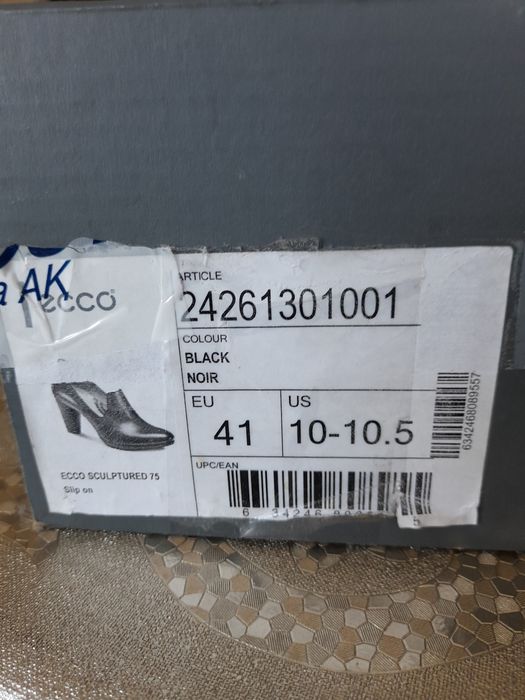 a AK
ecco
ARTICLE
24261301001
COLOUR
BLACK
NOIR
EU
41
US
10-10.5
6342468089557
ECCO SCULPTURED 75
Slip on
UPC/EAN